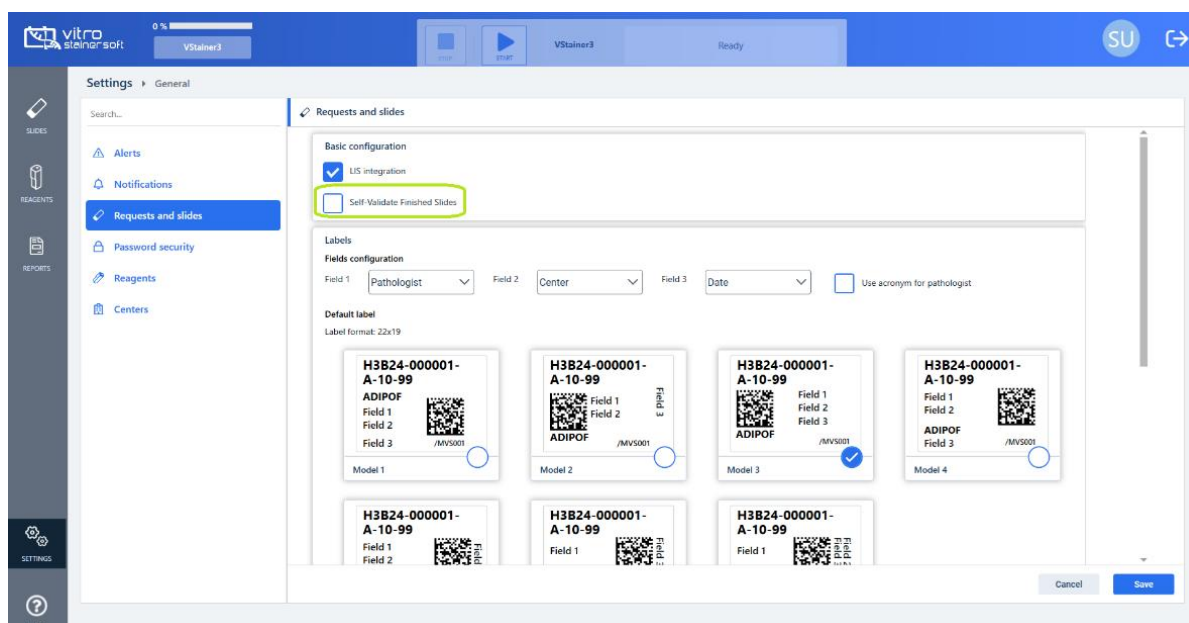 vitro
stainer soft
0 %
VStainer3
STOP
START
VStainer3
Ready
SU
Settings
General
SLIDES
REAGENTS
REPORTS
SETTINGS
Search...
Alerts
Notifications
Requests and slides
Password security
Reagents
Centers
Requests and slides
Basic configuration
LIS integration
Self-Validate Finished Slides
Labels
Fields configuration
Field 1 Pathologist Field 2 Center Field 3 Date Use acronym for pathologist
Default label
Label format: 22x19
H3B24-000001-
A-10-99
ADIPOF
Field 1
Field 2
Field 3 /MVS001
Model 1
H3B24-000001-
A-10-99
Field 1
Field 2
Field 3
ADIPOF
/MVS001
Model 2
H3B24-000001-
A-10-99
Field 1
Field 2
Field 3
ADIPOF
/MVS001
Model 3
H3B24-000001-
A-10-99
Field 1
Field 2
ADIPOF
Field 3 /MVS001
Model 4
H3B24-000001-
A-10-99
Field 1
Field 2
H3B24-000001-
A-10-99
Field 1
H3B24-000001-
A-10-99
Field 1
Cancel
Save